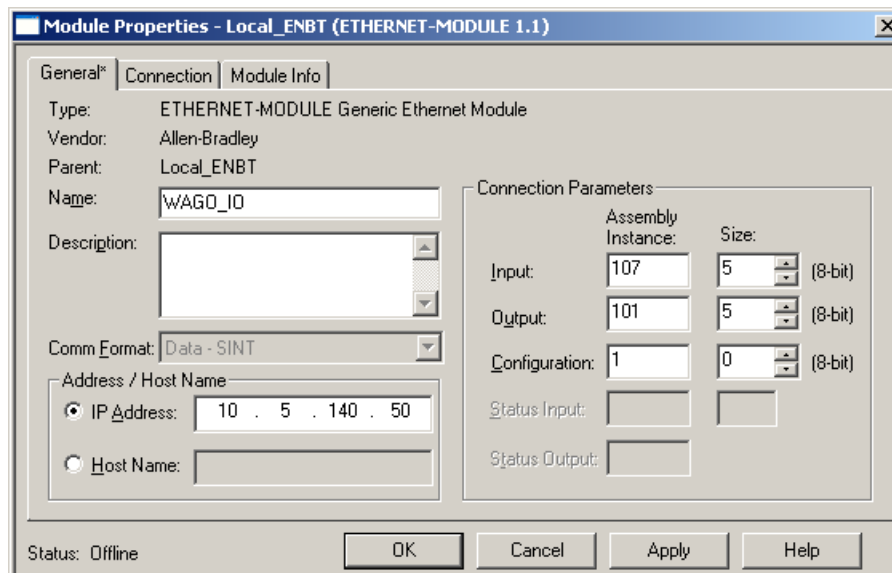 Module Properties - Local_ENBT (ETHERNET-MODULE 1.1)
General* Connection Module Info
Type: ETHERNET-MODULE Generic Ethernet Module
Vendor: Allen-Bradley
Parent: Local_ENBT
Name: WAGO_IO
Description:
Comm Format: Data - SINT
Address / Host Name
IP Address: 10 . 5 . 140 . 50
Host Name:
Connection Parameters
Assembly
Instance: Size:
Input: 107 5 (8-bit)
Output: 101 5 (8-bit)
Configuration: 1 0 (8-bit)
Status Input:
Status Output:
Status: Offline
OK Cancel Apply Help